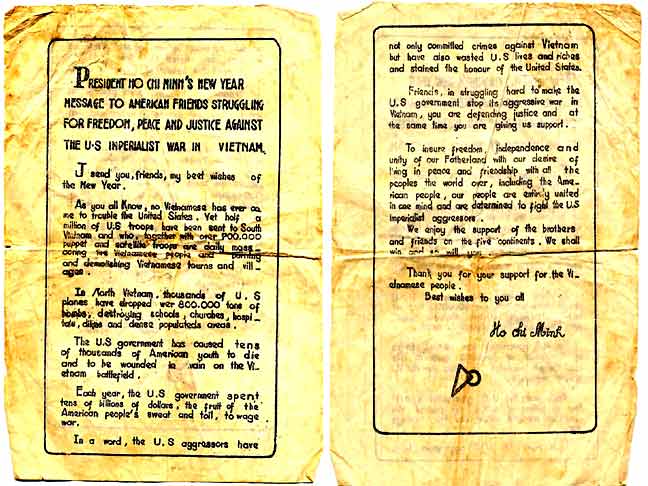 PRESIDENT HO CHI MINH'S NEW YEAR
MESSAGE TO AMERICAN FRIENDS STRUGGLING
FOR FREEDOM, PEACE AND JUSTICE AGAINST
THE U.S IMPERIALIST WAR IN VIETNAM.
I send you, friends, my best wishes of
the New Year.
As you all know, no Vietnamese has ever co_
me to trouble the United States. Yet half a
million of U.S troops have been sent to South
Vietnam and who, together with over 700.000
puppet and satellite troops are daily mass_
acring the Vietnamese people and burning
and demolishing Vietnamese towns and vill_
ages.
In North Vietnam, thousands of U.S
planes have dropped over 800.000 tons of
bombs, destroying schools, churches, hospi_
tals, dikes and dense populateds areas.
The U.S government has caused tens
of thousands of American youth to die
and to be wounded in vain on the Vi_
etnam battlefield.
Each year, the U.S government spent
tens of billions of dollars, the fruit of the
American people's sweat and toil, to wage
war.
In a word, the U.S aggressors have
not only committed crimes against Vietnam
but have also wasted U.S lives and riches
and stained the honour of the United States.
Friends, in struggling hard to make the
U.S government stop its aggressive war in
Vietnam, you are defending justice and at
the same time you are giving us support.
To insure freedom, independence and
unity of our Fatherland with our desire of
living in peace and friendship with all the
peoples the world over, including the Ame_
rican people, our people are entirely united
in one mind and are determined to fight the U.S
imperialist aggressors.
We enjoy the support of the brothers
and friends on the five continents. We shall
win and so will you.
Thank you for your support for the Vi_
etnamese people.
Best wishes to you all
Ho Chi Minh